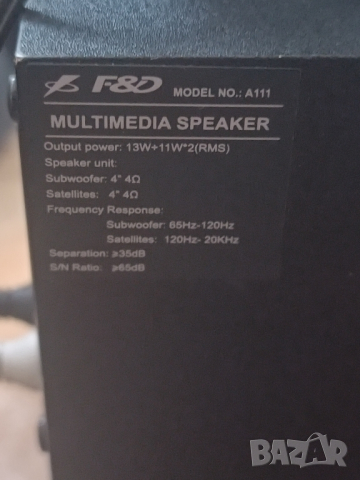 F&D MODEL NO.: A111
MULTIMEDIA SPEAKER
Output power: 13W+11W*2(RMS)
Speaker unit:
Subwoofer: 4" 4Ω
Satellites: 4" 4Ω
Frequency Response:
Subwoofer: 65Hz-120Hz
Satellites: 120Hz- 20KHz
Separation: ≥35dB
S/N Ratio: ≥65dB
BAZAR
bg